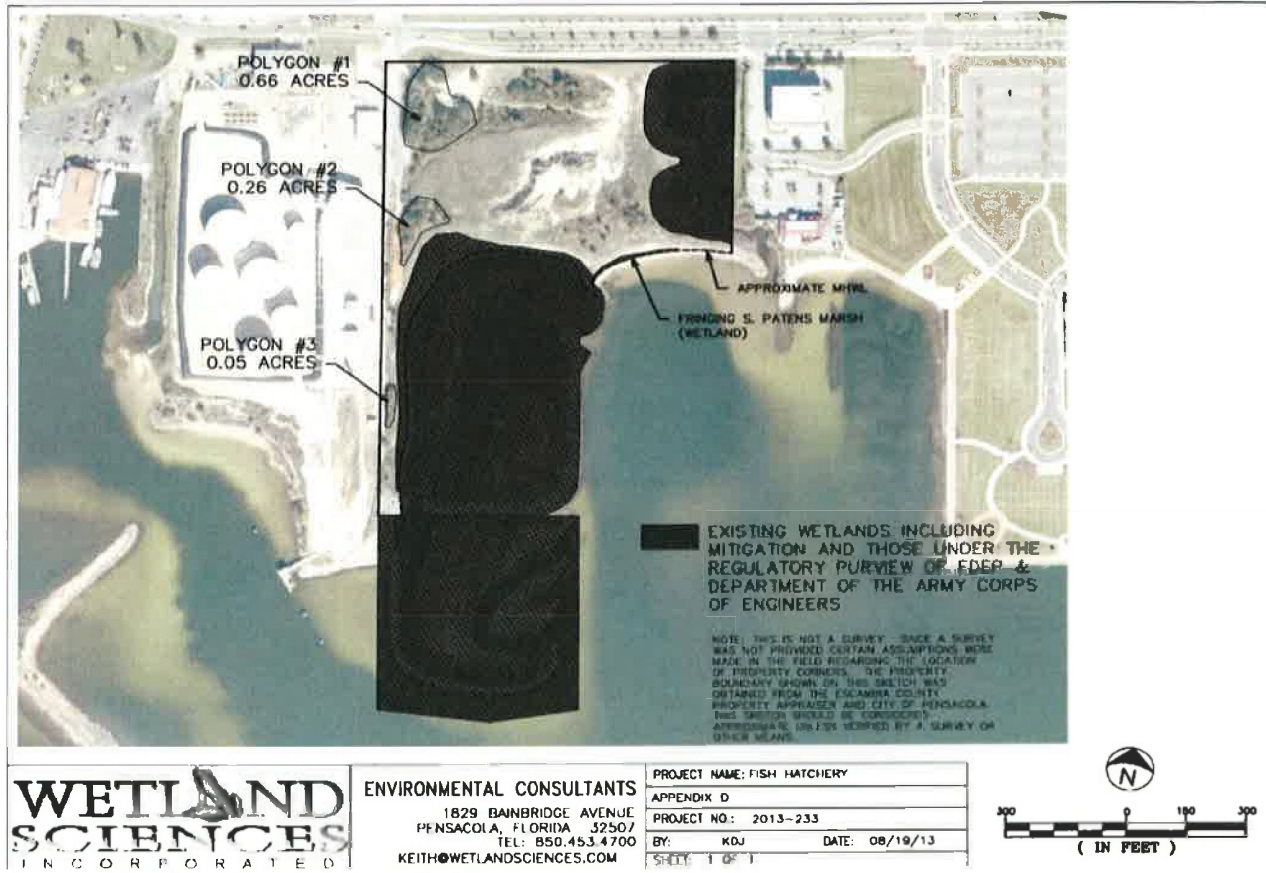 POLYGON #1
0.66 ACRES
POLYGON #2
0.26 ACRES
POLYGON #3
0.05 ACRES
APPROXIMATE MHWL
FRINGING S. PATENS MARSH
(WETLAND)
EXISTING WETLANDS INCLUDING
MITIGATION AND THOSE UNDER THE
REGULATORY PURVIEW OF FDEP &
DEPARTMENT OF THE ARMY CORPS
OF ENGINEERS
NOTE: THIS IS NOT A SURVEY. SINCE A SURVEY
WAS NOT PROVIDED CERTAIN ASSUMPTIONS WERE
MADE IN THE FIELD REGARDING THE LOCATION
OF PROPERTY CORNERS. THE PROPERTY
BOUNDARY SHOWN ON THIS SKETCH WAS
OBTAINED FROM THE ESCAMBIA COUNTY
PROPERTY APPRAISER AND CITY OF PENSACOLA.
THIS SKETCH SHOULD BE CONSIDERED
APPROXIMATE UNLESS VERIFIED BY A SURVEY OR
OTHER MEANS.
WETLAND
SCIENCES
INCORPORATED
ENVIRONMENTAL CONSULTANTS
1829 BAINBRIDGE AVENUE
PENSACOLA, FLORIDA 32507
TEL: 850.453.4700
KEITH@WETLANDSCIENCES.COM
PROJECT NAME: FISH HATCHERY
APPENDIX D
PROJECT NO.: 2013-233
BY: KDJ DATE: 08/19/13
SHEET: 1 OF 1
N
300 0 150 300
( IN FEET )